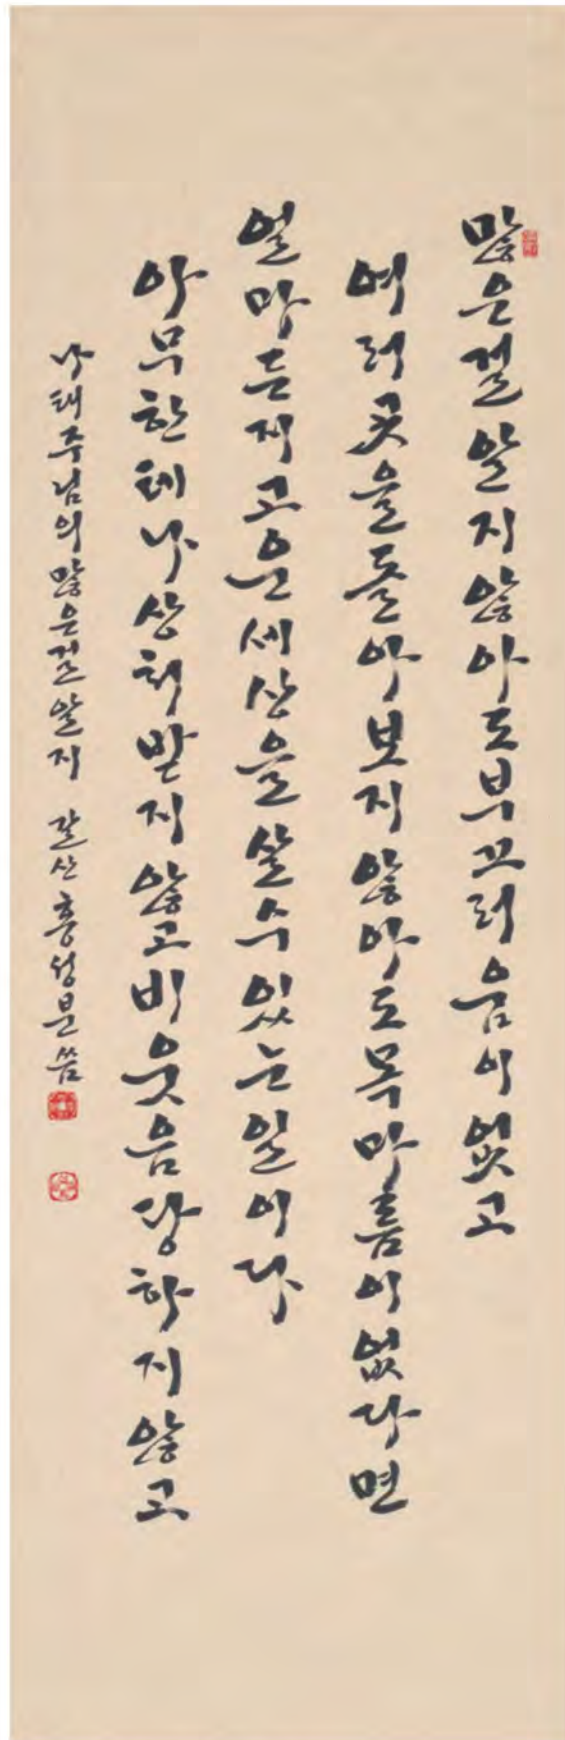 많은걸알지않아도부끄러움이없고
여러곳을돌아보지않아도목마름이없다면
얼마든지고운세상을살수있는일이다
아무한테나상처받지않고비웃음당하지않고
나태주님의많은걸알지 갈산홍성문씀